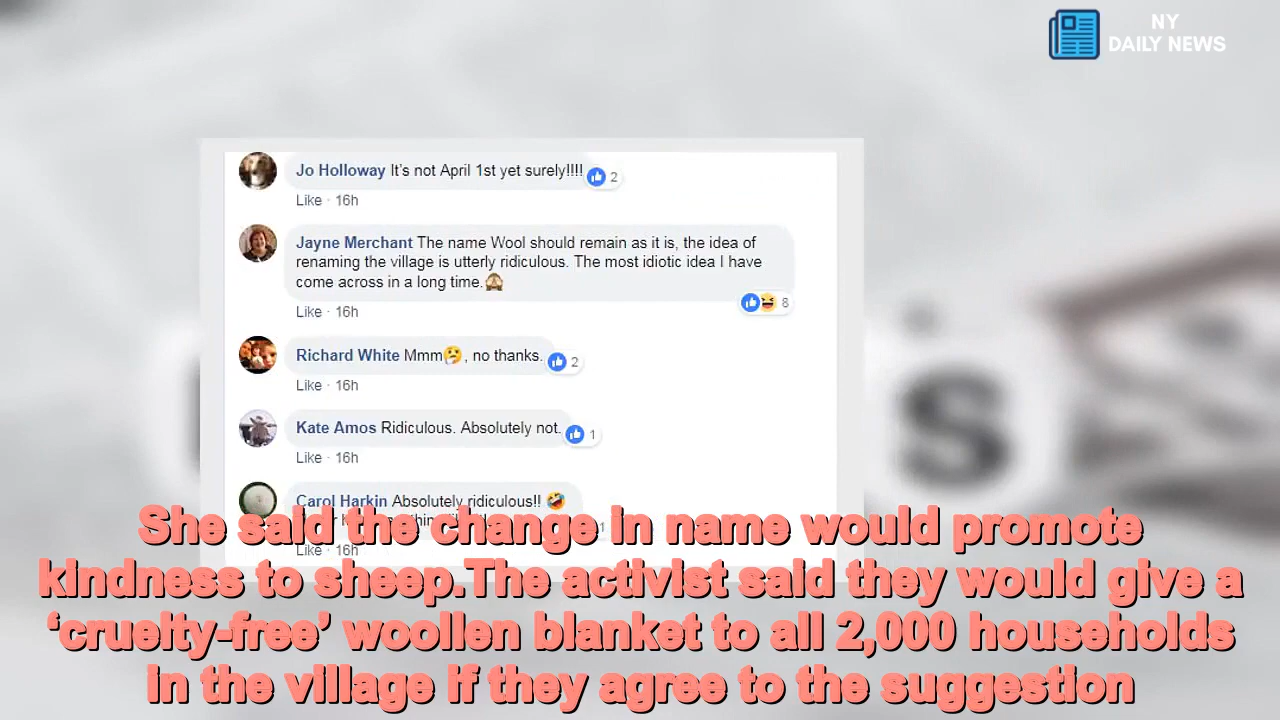 NY
DAILY NEWS
Jo Holloway It's not April 1st yet surely!!!! 2
Like · 16h
Jayne Merchant The name Wool should remain as it is, the idea of
renaming the village is utterly ridiculous. The most idiotic idea I have
come across in a long time.🙈
8
Like · 16h
Richard White Mmm🤔, no thanks. 2
Like · 16h
Kate Amos Ridiculous. Absolutely not. 1
Like · 16h
Carol Harkin Absolutely ridiculous!! 🤣
1
Like · 16h
S
She said the change in name would promote
kindness to sheep.The activist said they would give a
‘cruelty-free’ woollen blanket to all 2,000 households
in the village if they agree to the suggestion